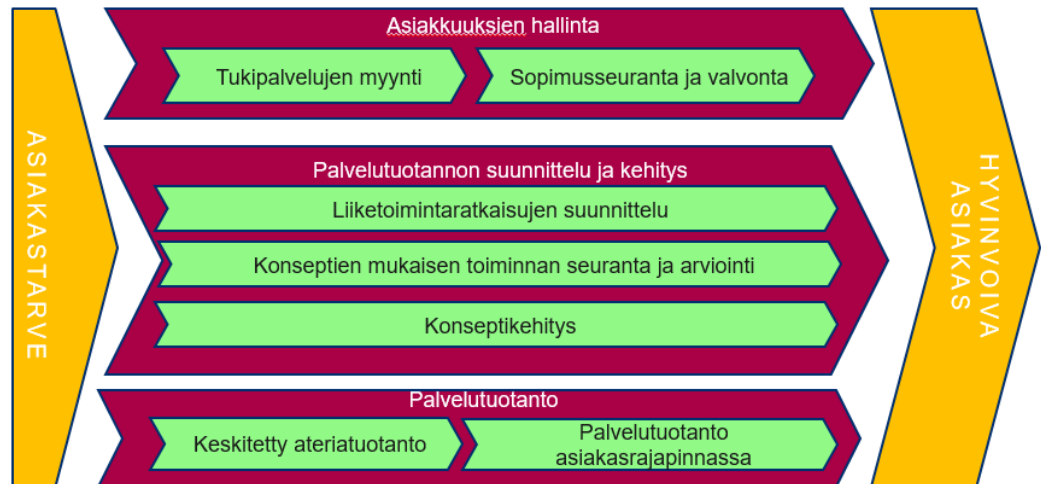 ASIAKASTARVE
Asiakkuuksien hallinta
Tukipalvelujen myynti
Sopimusseuranta ja valvonta
Palvelutuotannon suunnittelu ja kehitys
Liiketoimintaratkaisujen suunnittelu
Konseptien mukaisen toiminnan seuranta ja arviointi
Konseptikehitys
Palvelutuotanto
Keskitetty ateriatuotanto
Palvelutuotanto
asiakasrajapinnassa
HYVINVOIVA
ASIAKAS